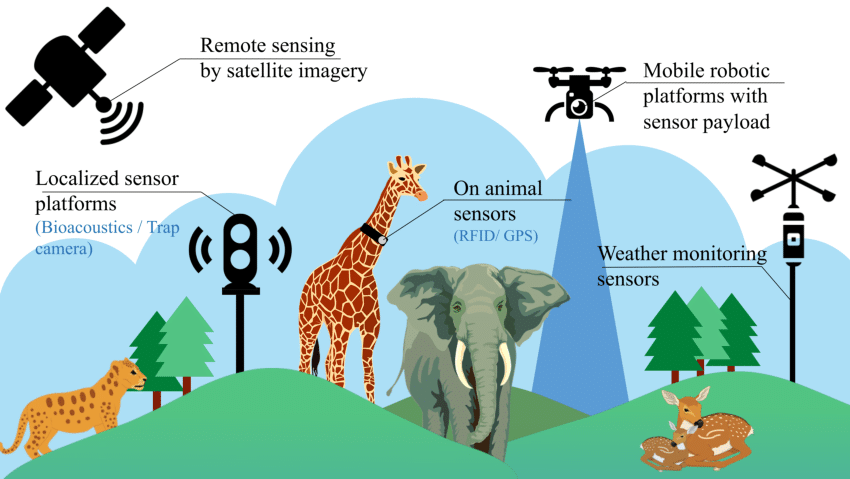 Remote sensing
by satellite imagery
Mobile robotic
platforms with
sensor payload
Localized sensor
platforms
(Bioacoustics / Trap
camera)
On animal
sensors
(RFID/ GPS)
Weather monitoring
sensors